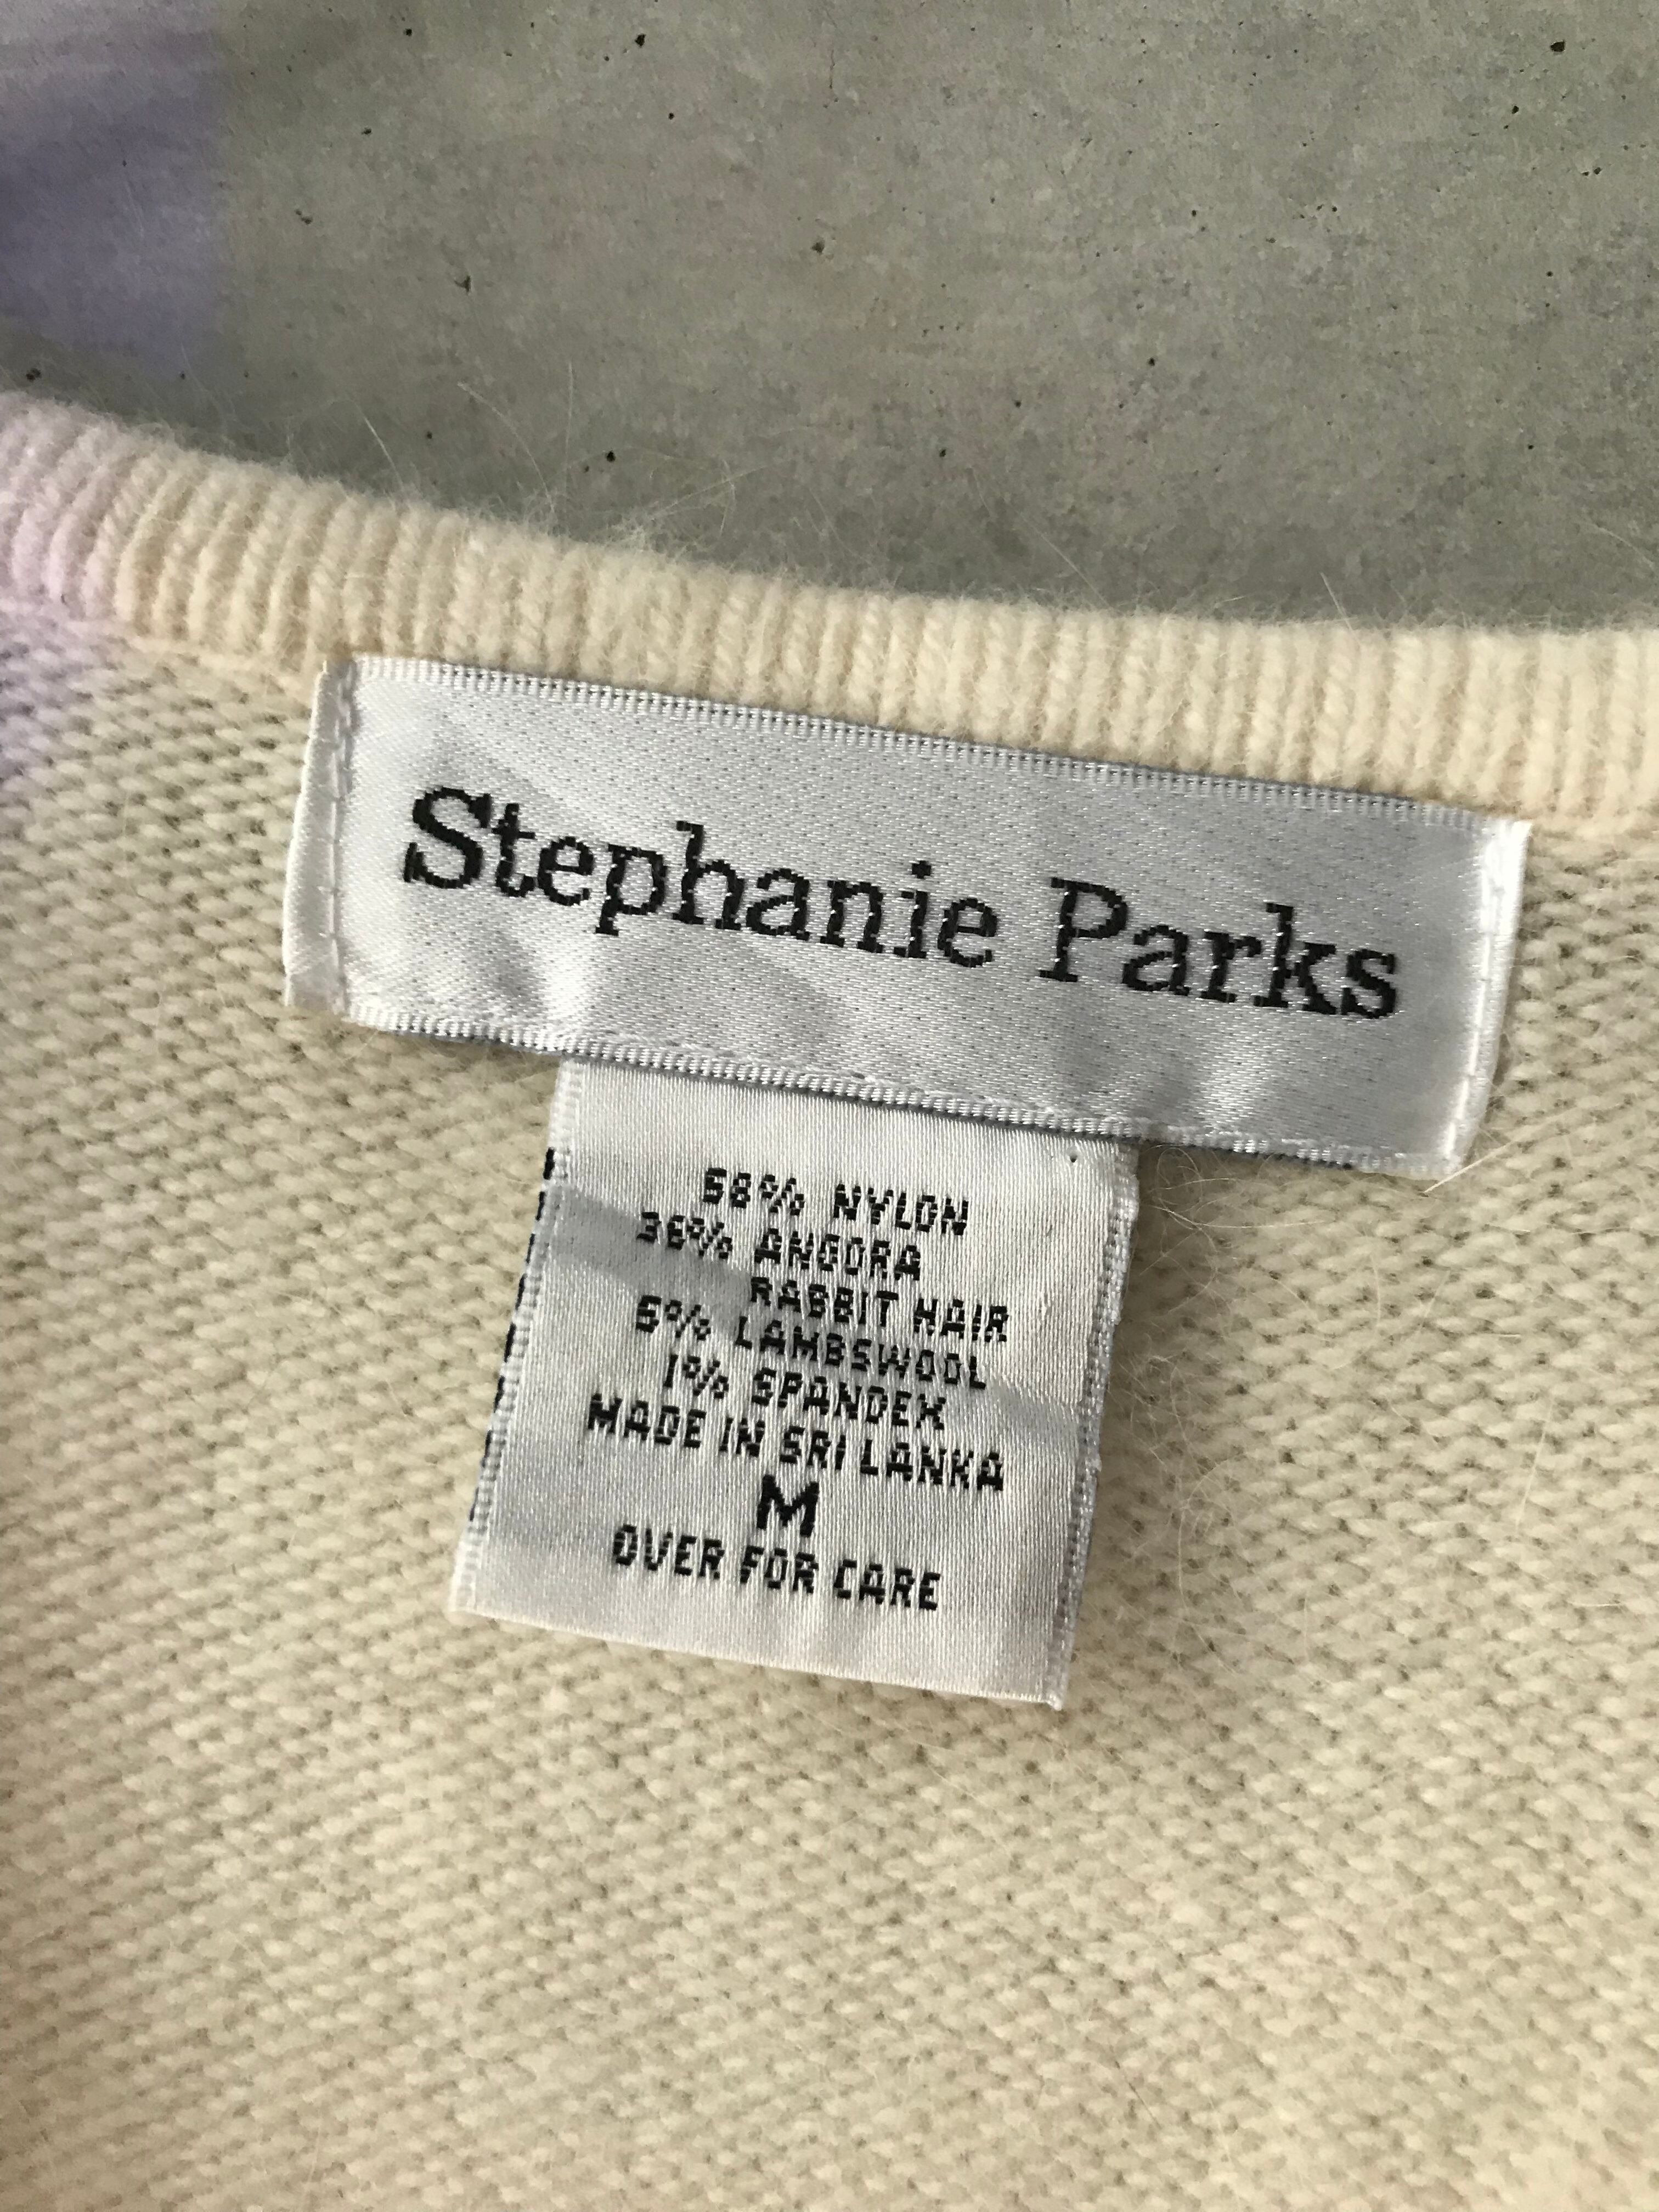 Stephanie Parks
58% NYLON
36% ANGORA
RABBIT HAIR
5% LAMBSWOOL
1% SPANDEX
MADE IN SRI LANKA
M
OVER FOR CARE